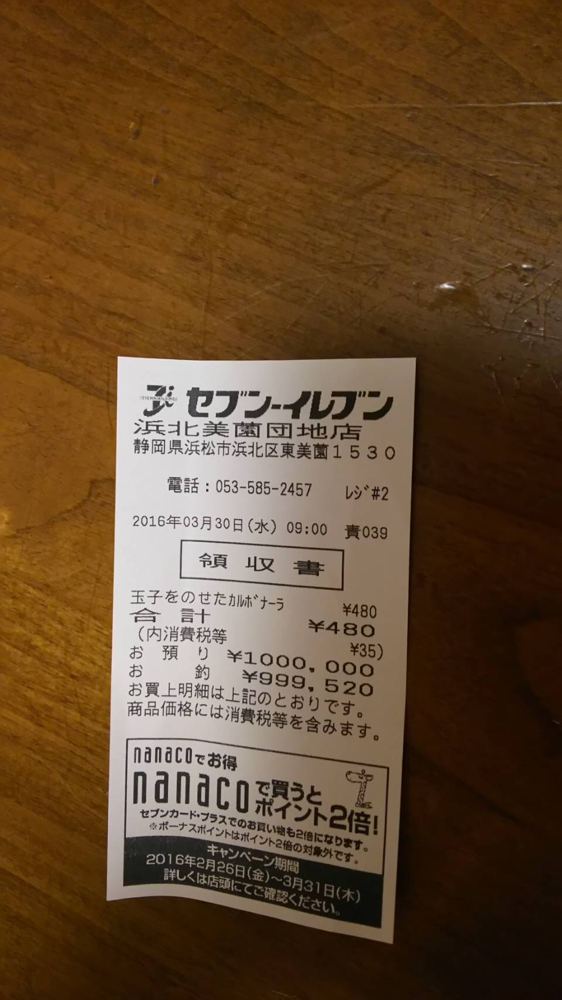 セブン-イレブン
浜北美薗団地店
静岡県浜松市浜北区東美薗1530
電話：053-585-2457 レジ#2
2016年03月30日(水) 09:00 責039
領収書
玉子をのせたカルボナーラ ¥480
合計 ¥480
(内消費税等 ¥35)
お預り ¥1000,000
お釣 ¥999,520
お買上明細は上記のとおりです。
商品価格には消費税等を含みます。
nanacoでお得
nanacoで買うと
ポイント2倍!
セブンカード・プラスでのお買い物も2倍になります。
※ボーナスポイントはポイント2倍の対象外です。
キャンペーン期間
2016年2月26日(金)～3月31日(木)
詳しくは店頭にてご確認ください。